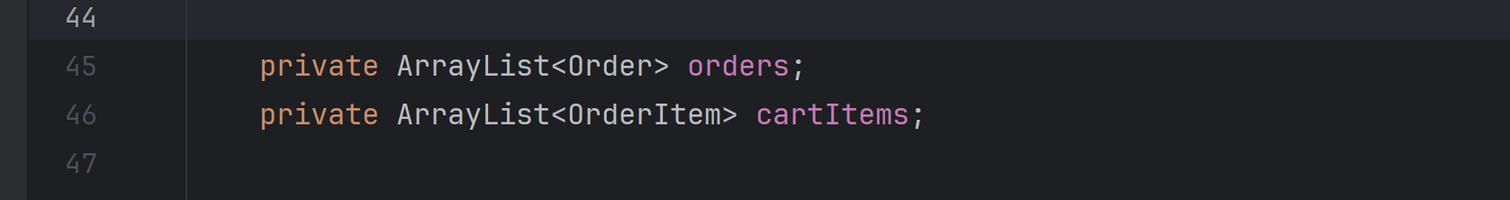 44
45 private ArrayList<Order> orders;
46 private ArrayList<OrderItem> cartItems;
47